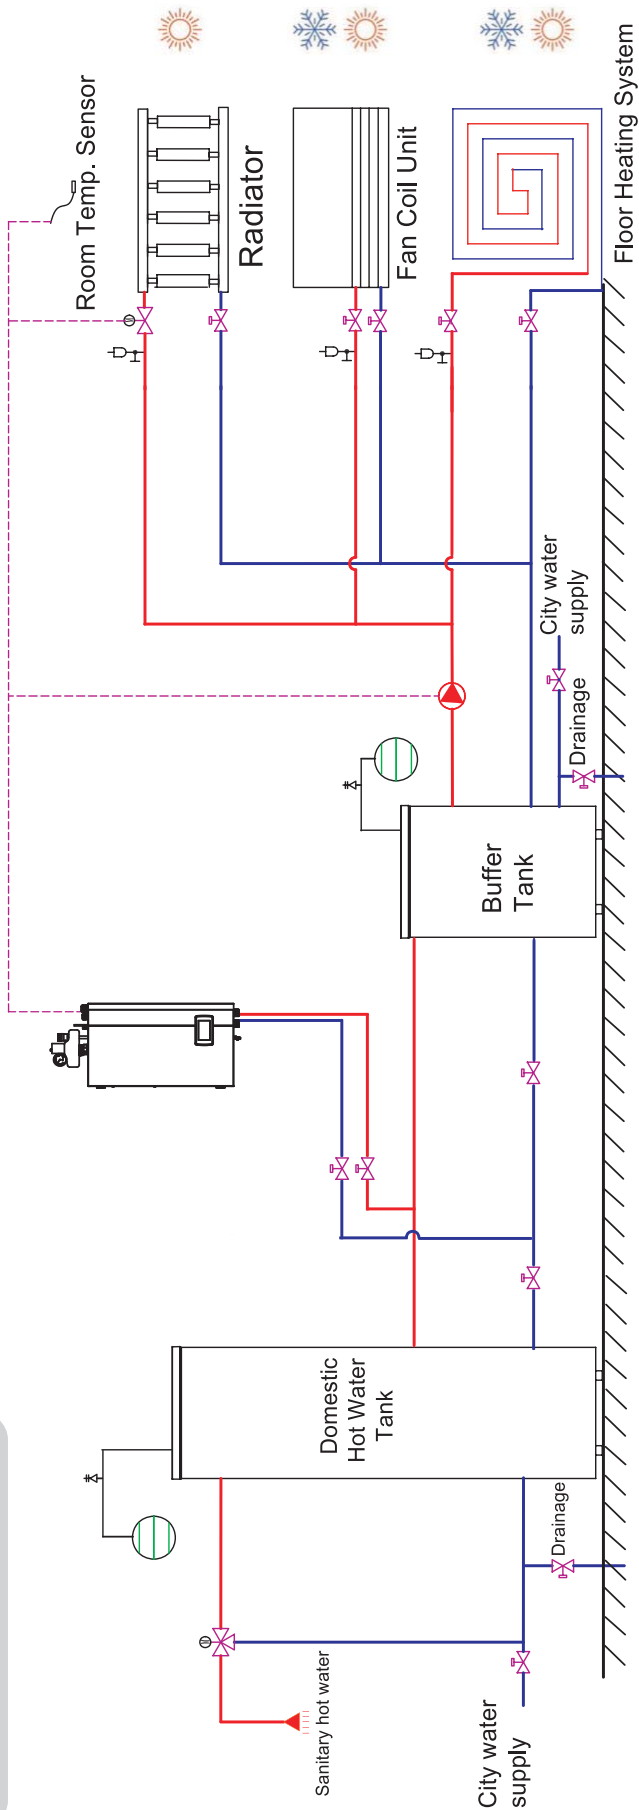 Room Temp. Sensor
Radiator
Fan Coil Unit
Floor Heating System
City water
supply
Drainage
Buffer
Tank
Domestic
Hot Water
Tank
Drainage
Sanitary hot water
City water
supply